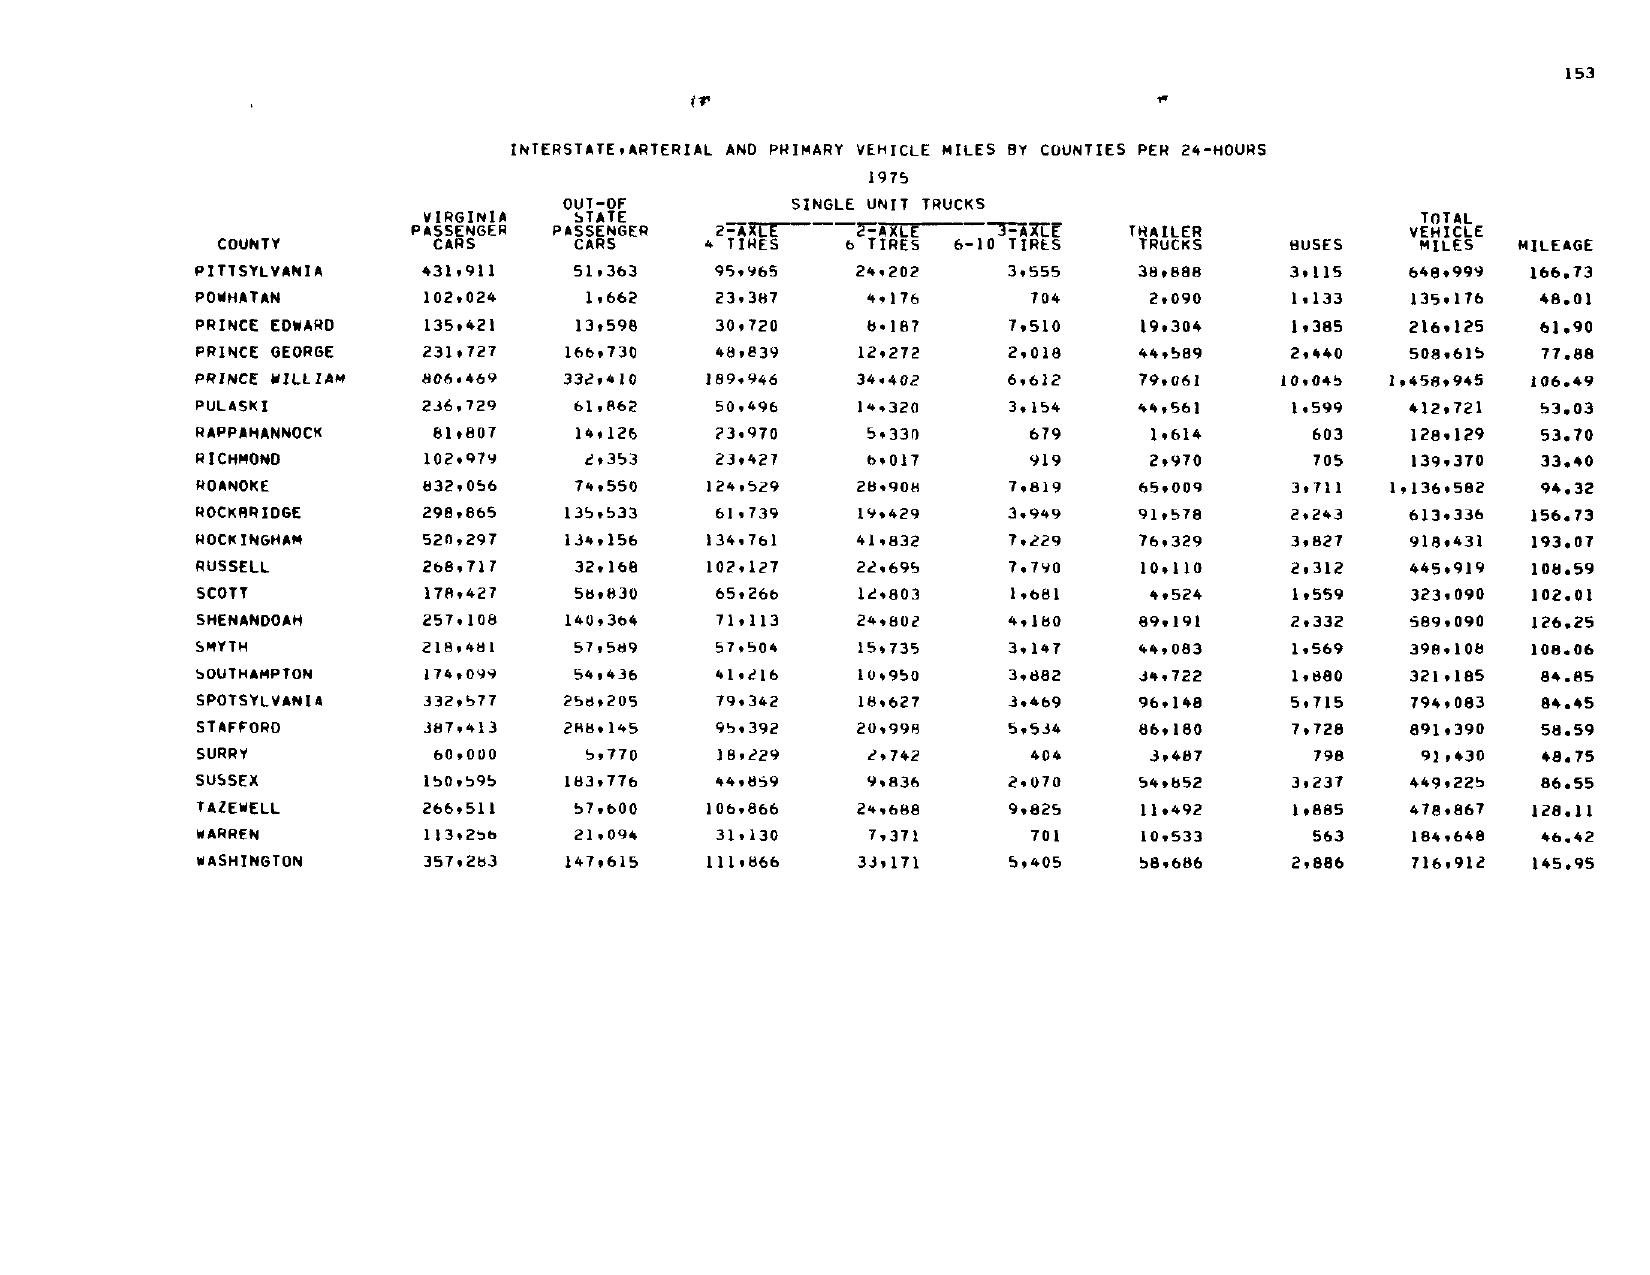 153
INTERSTATE,ARTERIAL AND PRIMARY VEHICLE MILES BY COUNTIES PER 24-HOURS
1975
OUT-OF SINGLE UNIT TRUCKS
VIRGINIA STATE TOTAL
PASSENGER PASSENGER 2-AXLE 2-AXLE 3-AXLE TRAILER VEHICLE
COUNTY CARS CARS 4 TIRES 6 TIRES 6-10 TIRES TRUCKS BUSES MILES MILEAGE
PITTSYLVANIA 431,911 51,363 95,965 24,202 3,555 38,888 3,115 648,999 166.73
POWHATAN 102,024 1,662 23,387 4,176 704 2,090 1,133 135,176 48.01
PRINCE EDWARD 135,421 13,598 30,720 8,187 7,510 19,304 1,385 216,125 61.90
PRINCE GEORGE 231,727 166,730 48,839 12,272 2,018 44,589 2,440 508,615 77.88
PRINCE WILLIAM 806,469 332,410 189,946 34,402 6,612 79,061 10,045 1,458,945 106.49
PULASKI 236,729 61,862 50,496 14,320 3,154 44,561 1,599 412,721 53.03
RAPPAHANNOCK 81,807 14,126 23,970 5,330 679 1,614 603 128,129 53.70
RICHMOND 102,979 2,353 23,427 6,017 919 2,970 705 139,370 33.40
ROANOKE 832,056 74,550 124,529 28,908 7,819 65,009 3,711 1,136,582 94.32
ROCKBRIDGE 298,865 135,533 61,739 19,429 3,949 91,578 2,243 613,336 156.73
ROCKINGHAM 520,297 134,156 134,761 41,832 7,229 76,329 3,827 918,431 193.07
RUSSELL 268,717 32,168 102,127 22,695 7,790 10,110 2,312 445,919 108.59
SCOTT 178,427 58,830 65,266 12,803 1,681 4,524 1,559 323,090 102.01
SHENANDOAH 257,108 140,364 71,113 24,802 4,180 89,191 2,332 589,090 126.25
SMYTH 218,481 57,589 57,504 15,735 3,147 44,083 1,569 398,108 108.06
SOUTHAMPTON 174,099 54,436 41,216 10,950 3,882 34,722 1,880 321,185 84.85
SPOTSYLVANIA 332,577 258,205 79,342 18,627 3,469 96,148 5,715 794,083 84.45
STAFFORD 387,413 288,145 95,392 20,998 5,534 86,180 7,728 891,390 58.59
SURRY 60,000 5,770 18,229 2,742 404 3,487 798 91,430 48.75
SUSSEX 150,595 183,776 44,859 9,836 2,070 54,852 3,237 449,225 86.55
TAZEWELL 266,511 57,600 106,866 24,688 9,825 11,492 1,885 478,867 128.11
WARREN 113,256 21,094 31,130 7,371 701 10,533 563 184,648 46.42
WASHINGTON 357,283 147,615 111,866 33,171 5,405 58,686 2,886 716,912 145.95